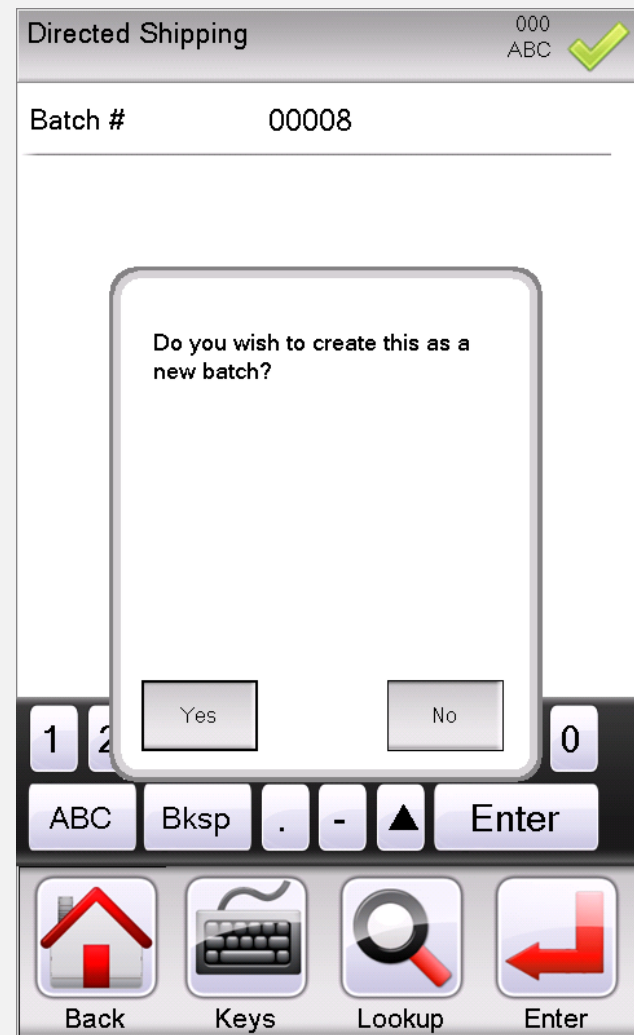 Directed Shipping
000
ABC
Batch # 00008
Do you wish to create this as a
new batch?
Yes No
1 2 0
ABC Bksp . - ▲ Enter
Back Keys Lookup Enter